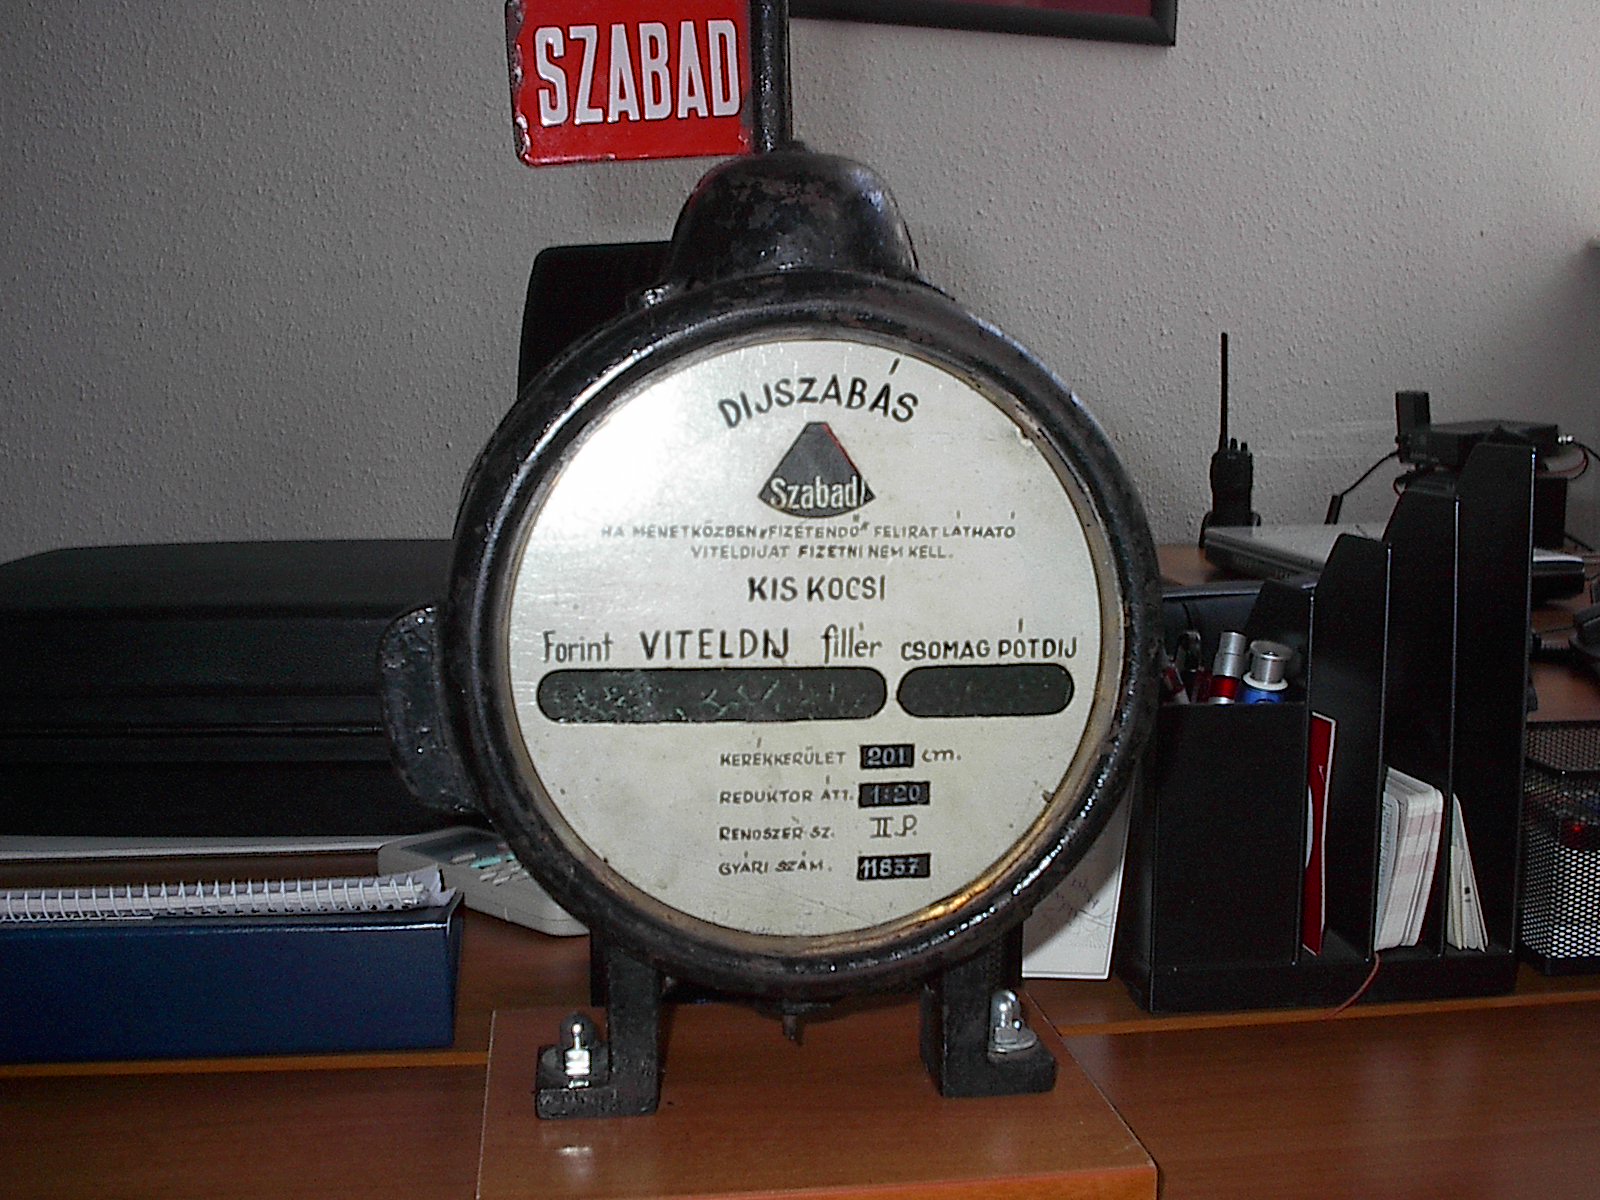 SZABAD
DIJSZABÁS
Szabad
HA MENETKÖZBEN „FIZETENDŐ" FELIRAT LÁTHATÓ
VITELDIJAT FIZETNI NEM KELL.
KIS KOCSI
Forint VITELDIJ fillér CSOMAG PÓTDIJ
KERÉKKERÜLET 201 cm.
REDUKTOR ÁTT. 1:20
RENDSZER SZ. II.P.
GYÁRI SZÁM. 11837